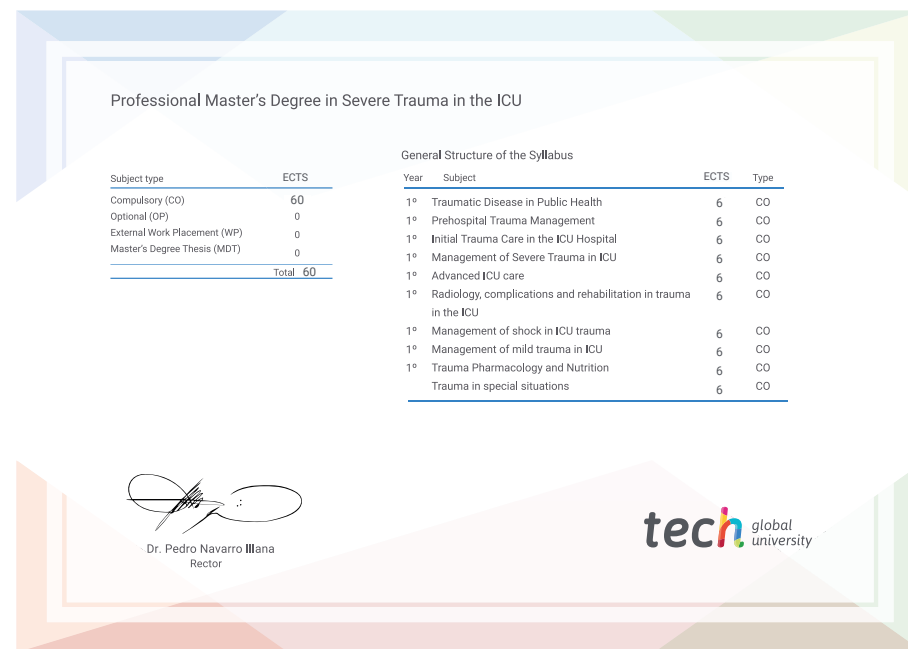 Professional Master's Degree in Severe Trauma in the ICU
Subject type ECTS
Compulsory (CO) 60
Optional (OP) 0
External Work Placement (WP) 0
Master's Degree Thesis (MDT) 0
Total 60
General Structure of the Syllabus
Year Subject ECTS Type
1º Traumatic Disease in Public Health 6 CO
1º Prehospital Trauma Management 6 CO
1º Initial Trauma Care in the ICU Hospital 6 CO
1º Management of Severe Trauma in ICU 6 CO
1º Advanced ICU care 6 CO
1º Radiology, complications and rehabilitation in trauma 6 CO
in the ICU
1º Management of shock in ICU trauma 6 CO
1º Management of mild trauma in ICU 6 CO
1º Trauma Pharmacology and Nutrition 6 CO
Trauma in special situations 6 CO
Dr. Pedro Navarro Illana
Rector
tech global
university